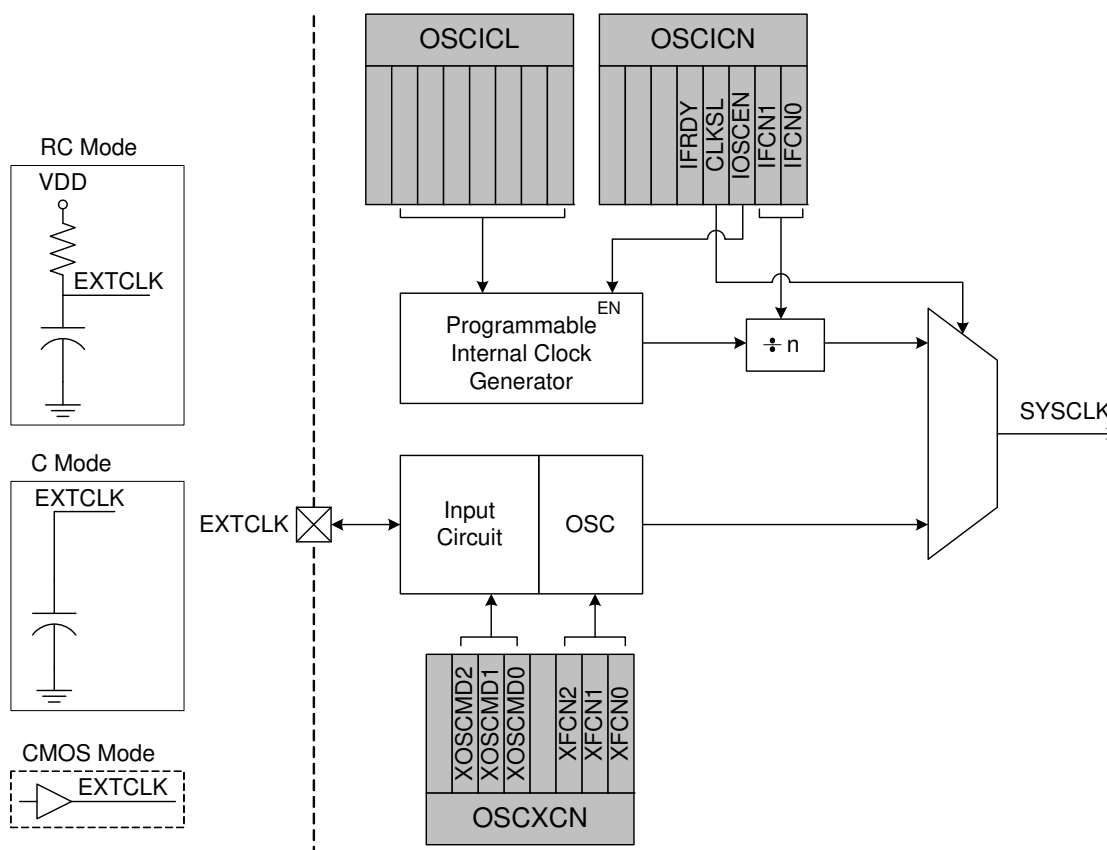 OSCICL
OSCICN
IFRDY
CLKSL
IOSCEN
IFCN1
IFCN0
RC Mode
VDD
EXTCLK
EN
Programmable
Internal Clock
Generator
÷ n
SYSCLK
C Mode
EXTCLK
EXTCLK
Input
Circuit
OSC
XOSCMD2
XOSCMD1
XOSCMD0
XFCN2
XFCN1
XFCN0
OSCXCN
CMOS Mode
EXTCLK